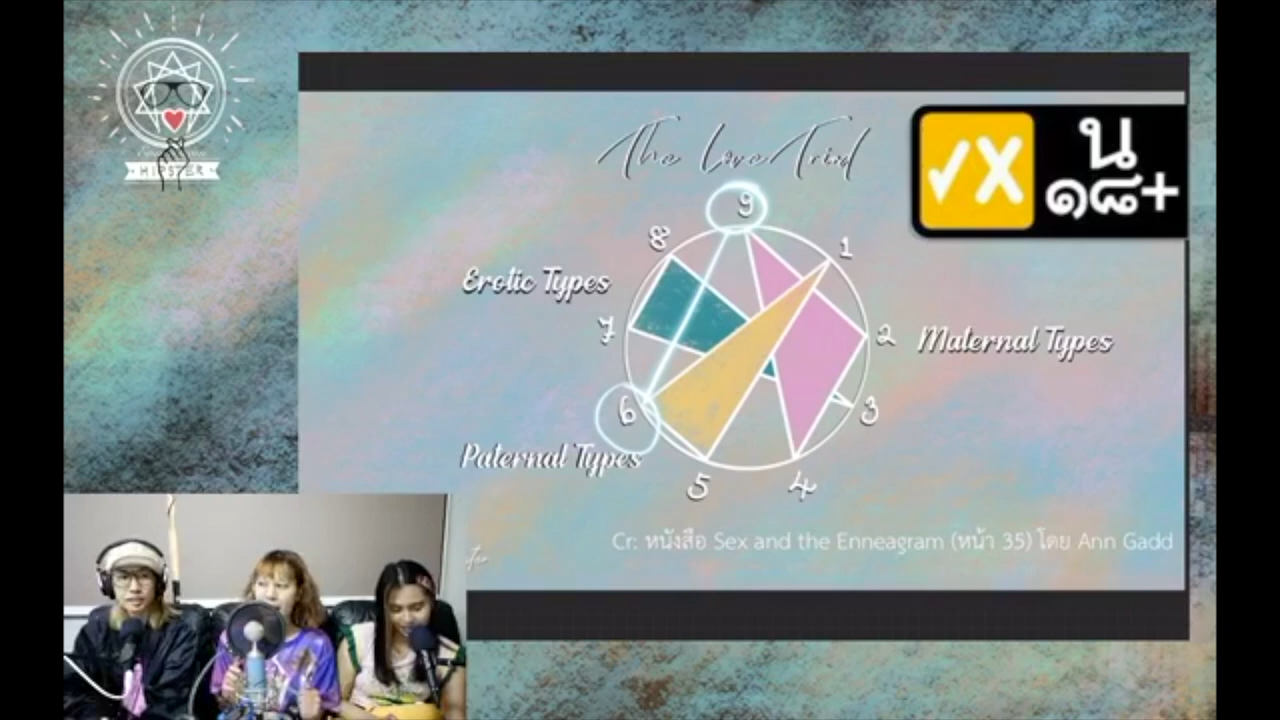 HIPSTER
The Love Triad
√X
น
๑๘+
9
8
1
Erotic Types
7
2
Maternal Types
6
3
Paternal Types
5
4
Cr: หนังสือ Sex and the Enneagram (หน้า 35) โดย Ann Gadd